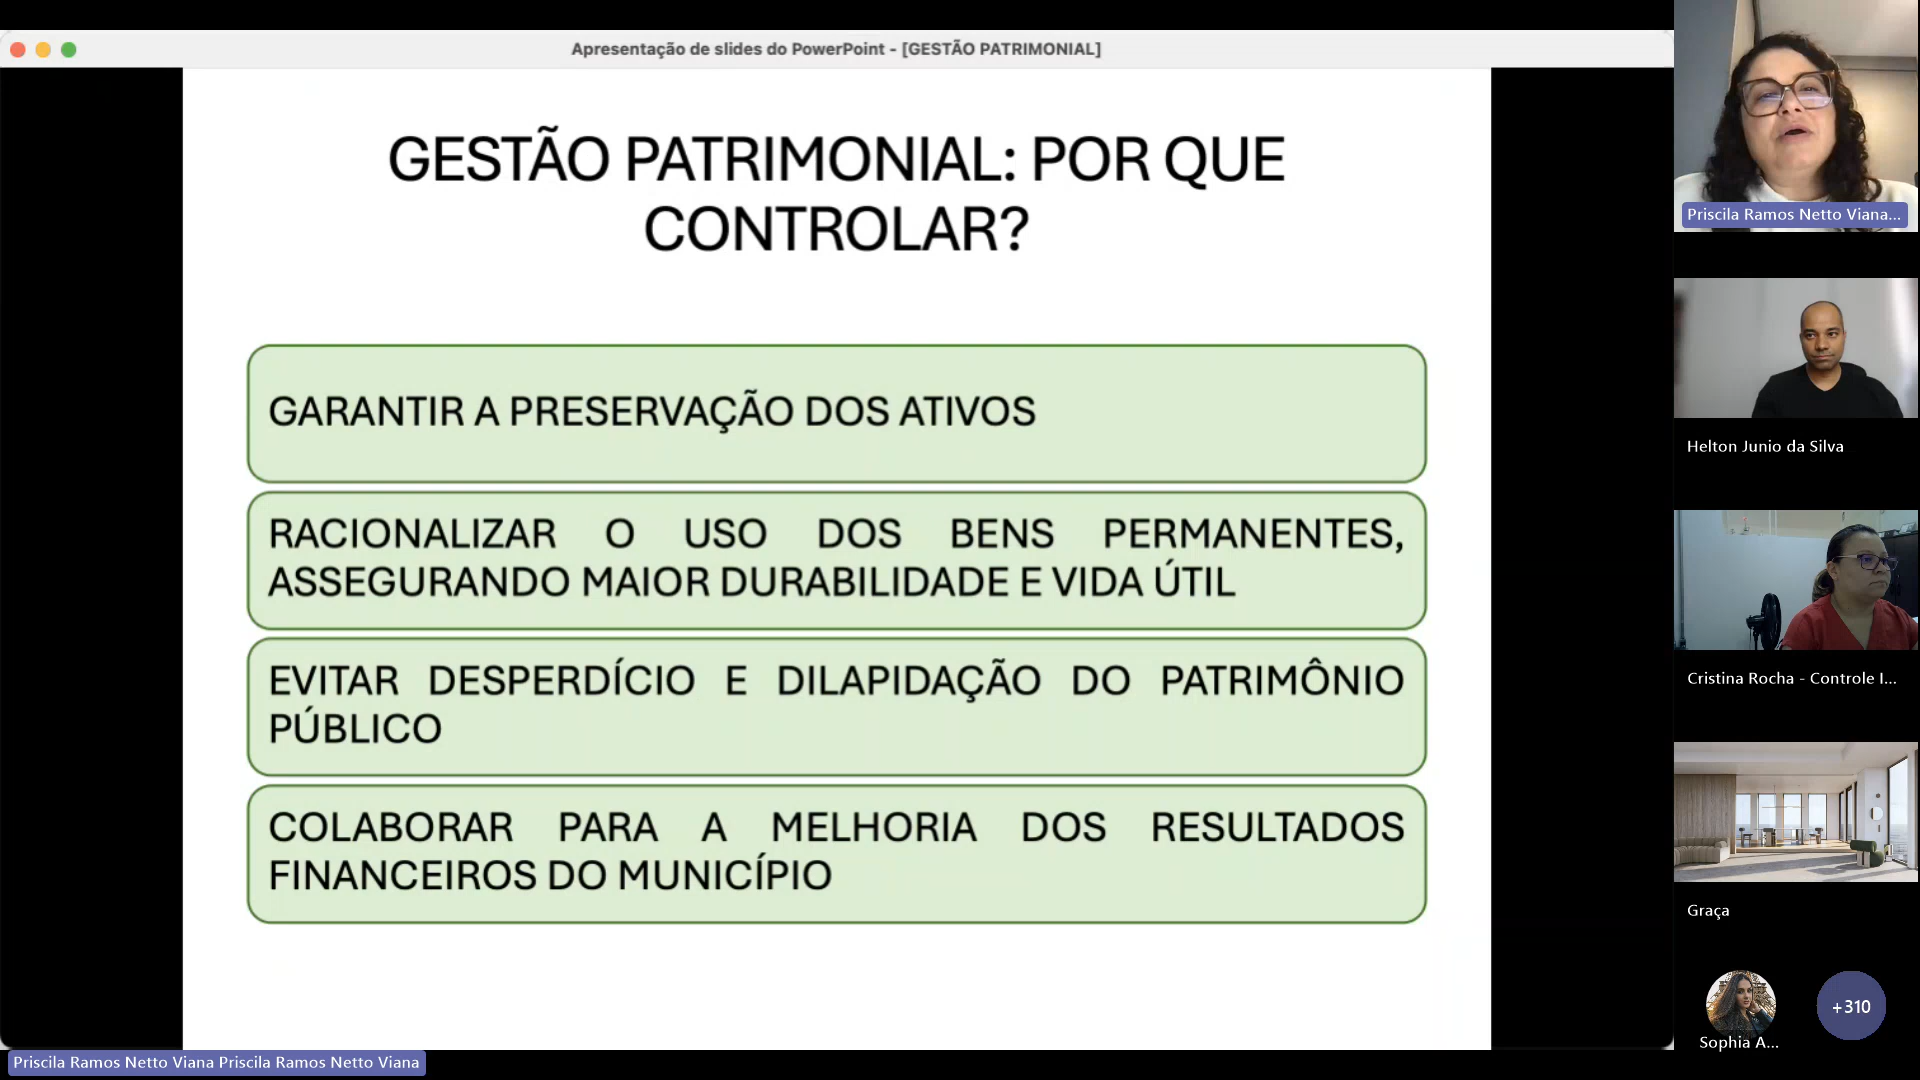 Apresentação de slides do PowerPoint - [GESTÃO PATRIMONIAL]
GESTÃO PATRIMONIAL: POR QUE
CONTROLAR?
GARANTIR A PRESERVAÇÃO DOS ATIVOS
RACIONALIZAR O USO DOS BENS PERMANENTES,
ASSEGURANDO MAIOR DURABILIDADE E VIDA ÚTIL
EVITAR DESPERDÍCIO E DILAPIDAÇÃO DO PATRIMÔNIO
PÚBLICO
COLABORAR PARA A MELHORIA DOS RESULTADOS
FINANCEIROS DO MUNICÍPIO
Priscila Ramos Netto Viana...
Helton Junio da Silva
Cristina Rocha - Controle I...
Graça
+310
Sophia A...
Priscila Ramos Netto Viana Priscila Ramos Netto Viana